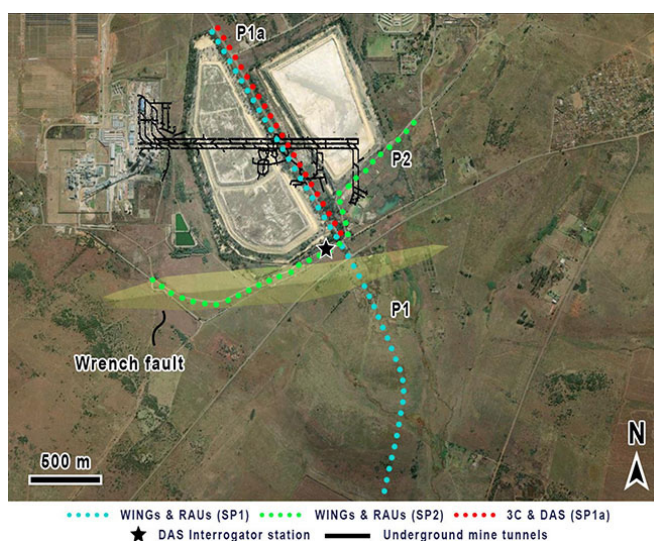 P1a
P2
P1
Wrench fault
500 m
N
WINGs & RAUs (SP1) WINGs & RAUs (SP2) 3C & DAS (SP1a)
DAS Interrogator station Underground mine tunnels